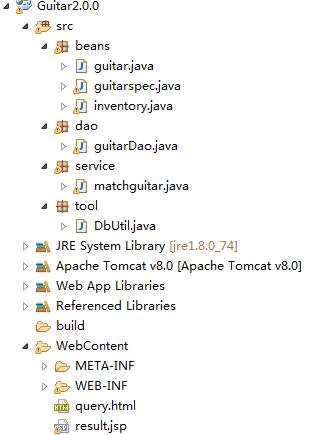 Guitar2.0.0
src
beans
guitar.java
guitarspec.java
inventory.java
dao
guitarDao.java
service
matchguitar.java
tool
DbUtil.java
JRE System Library [jre1.8.0_74]
Apache Tomcat v8.0 [Apache Tomcat v8.0]
Web App Libraries
Referenced Libraries
build
WebContent
META-INF
WEB-INF
query.html
result.jsp